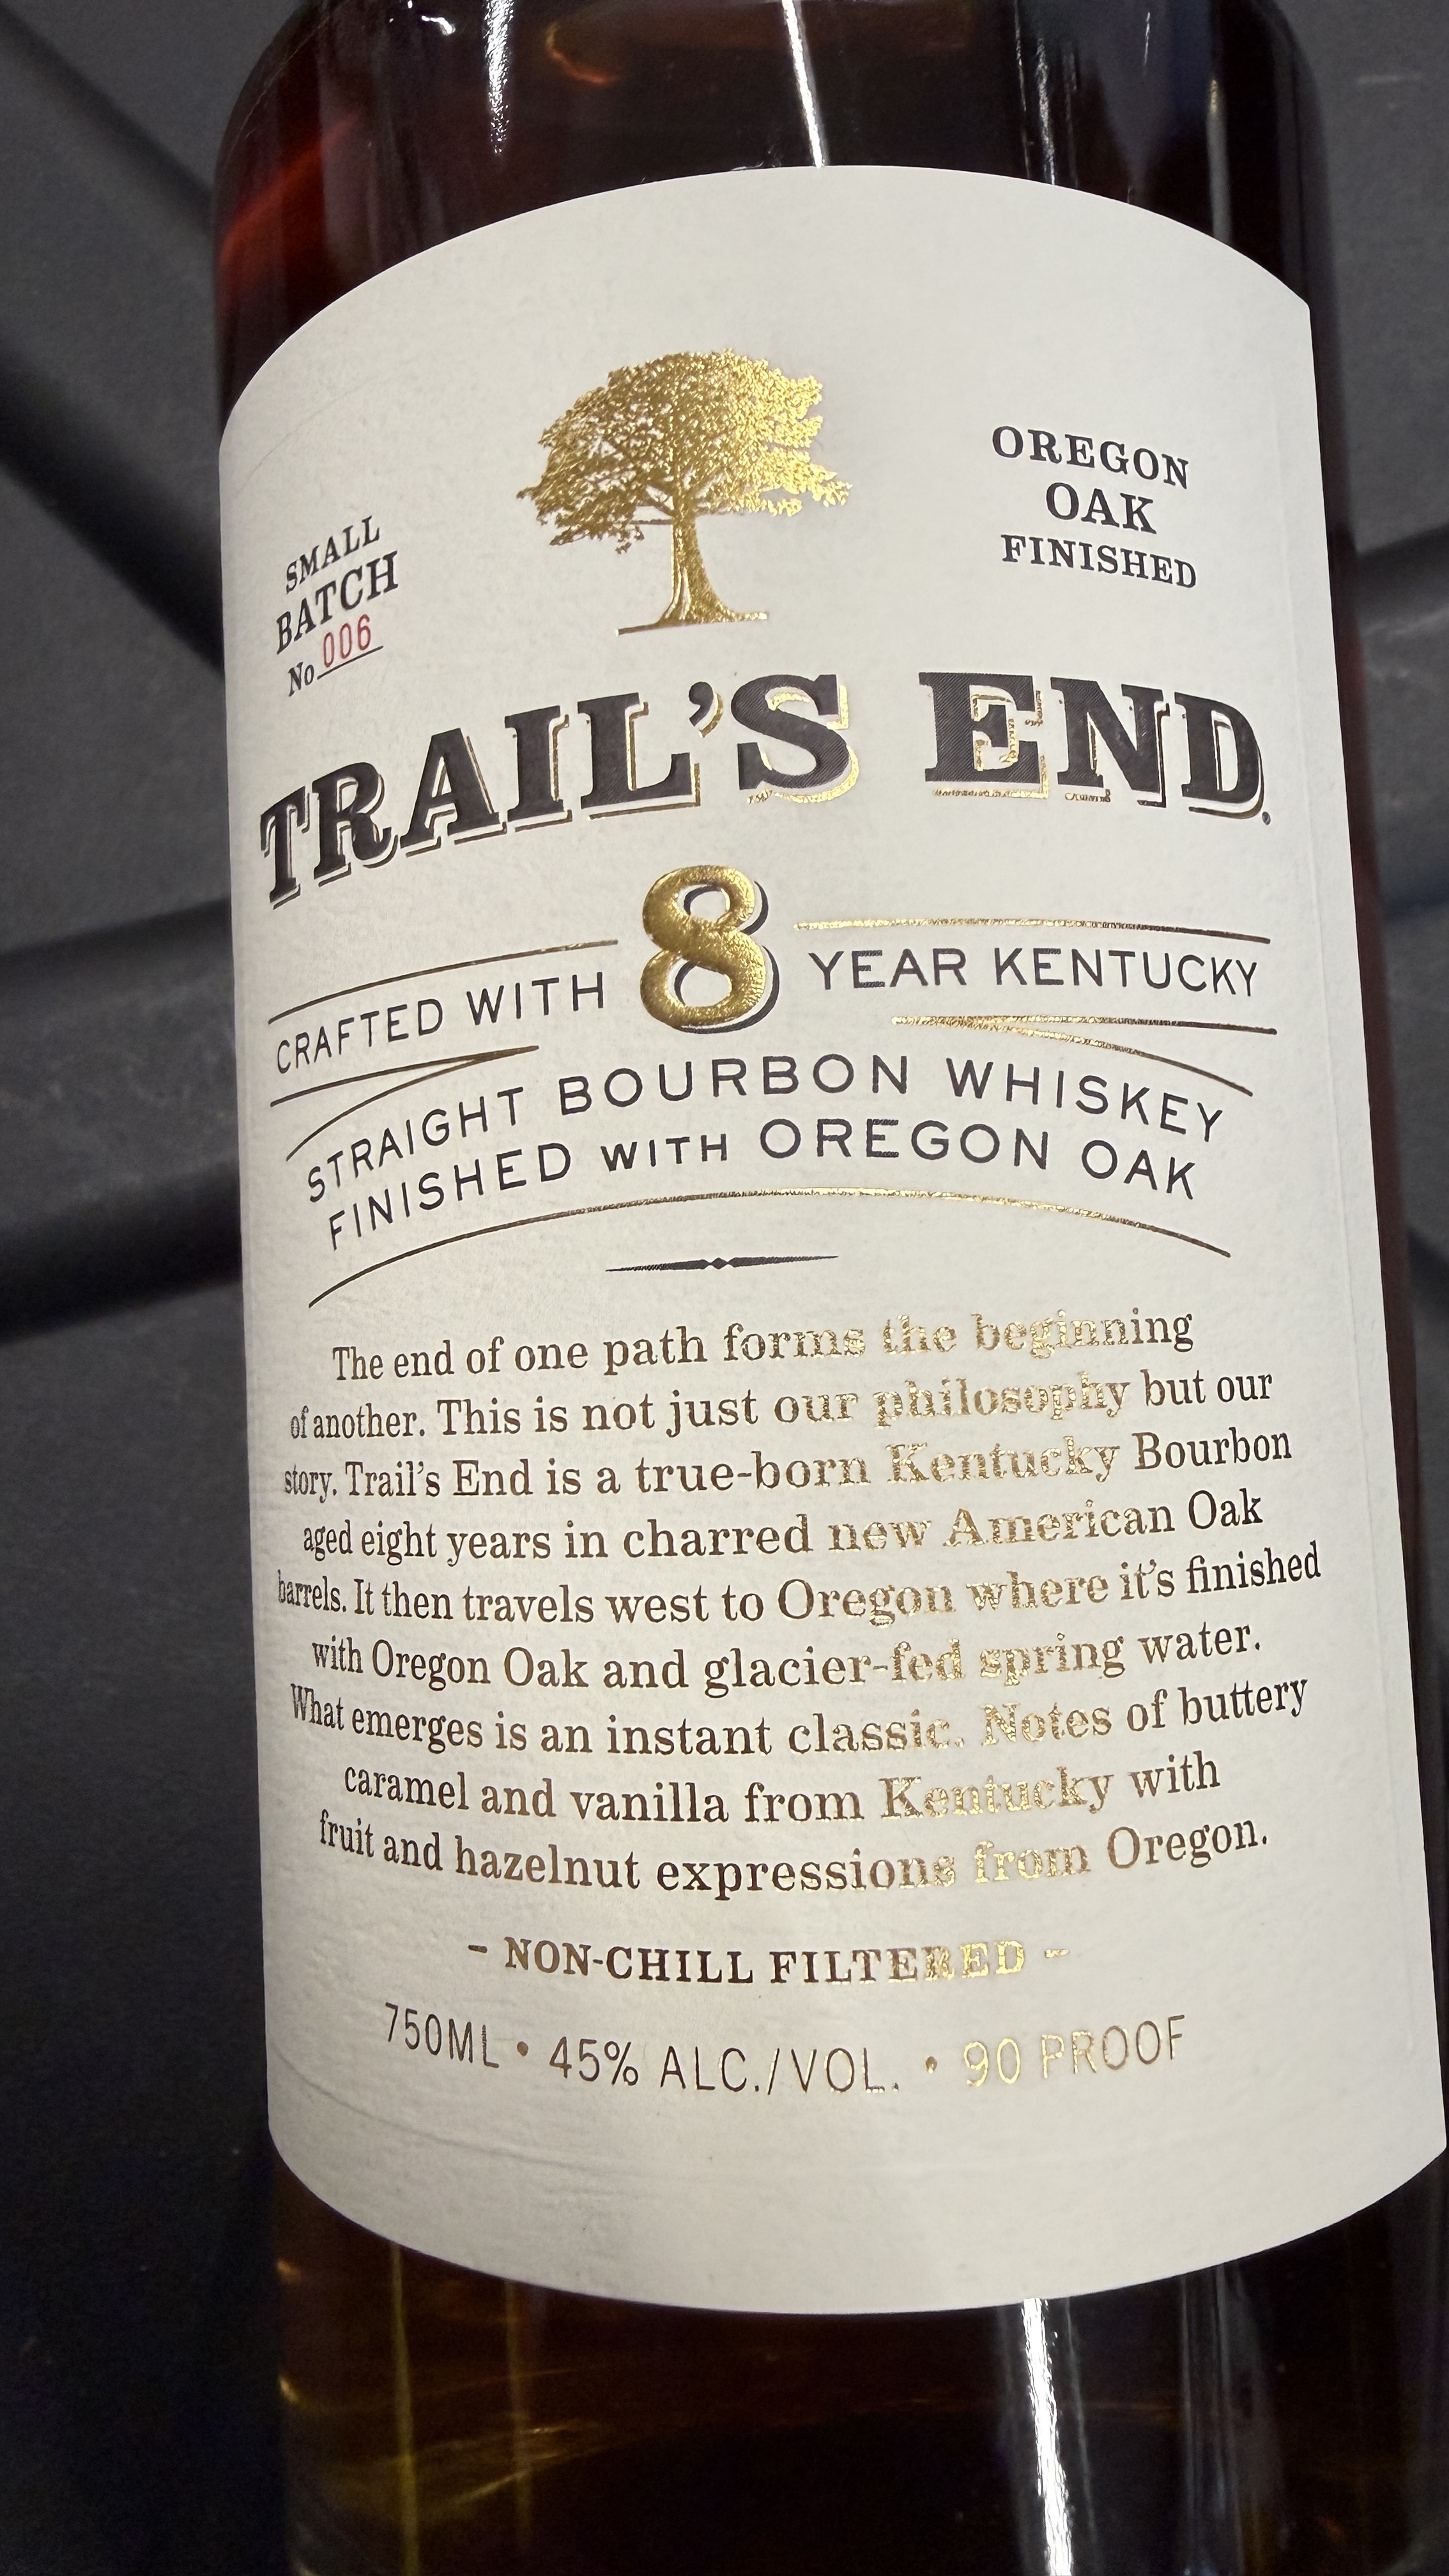 SMALL
BATCH
No 006
OREGON
OAK
FINISHED
TRAIL'S END.
CRAFTED WITH 8 YEAR KENTUCKY
STRAIGHT BOURBON WHISKEY
FINISHED WITH OREGON OAK
The end of one path forms the beginning
of another. This is not just our philosophy but our
story. Trail's End is a true-born Kentucky Bourbon
aged eight years in charred new American Oak
barrels. It then travels west to Oregon where it's finished
with Oregon Oak and glacier-fed spring water.
What emerges is an instant classic. Notes of buttery
caramel and vanilla from Kentucky with
fruit and hazelnut expressions from Oregon.
- NON-CHILL FILTERED -
750ML • 45% ALC./VOL. • 90 PROOF